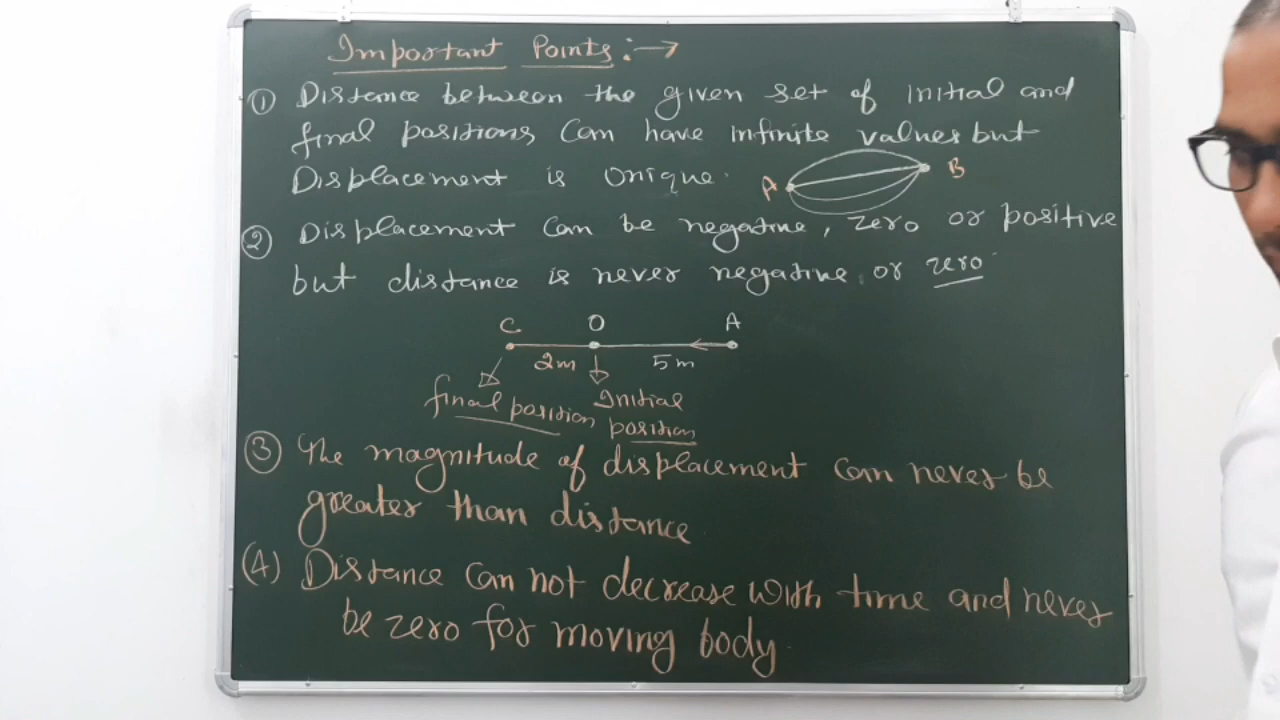 Important Points:→
① Distance between the given set of initial and
final positions can have infinite values but
Displacement is Unique.
A B
② Displacement can be negative, zero or positive
but distance is never negative or zero
C O A
2m 5m
final position Initial
position
③ The magnitude of displacement can never be
greater than distance.
(4) Distance can not decrease with time and never
be zero for moving body.